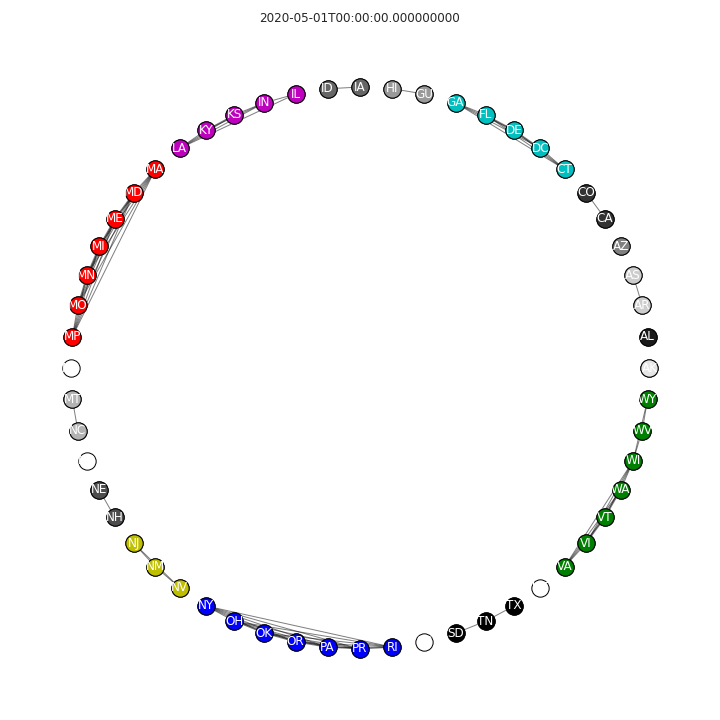 2020-05-01T00:00:00.000000000
ID
IA
HI
GU
IL
IN
KS
KY
LA
GA
FL
DE
DC
CT
MA
MD
ME
MI
MN
MO
MP
CO
CA
AZ
AS
AR
AL
AK
MT
NC
NE
NH
NJ
NM
NV
WY
WV
WI
WA
VT
VI
VA
NY
OH
OK
OR
PA
PR
RI
SD
TN
TX